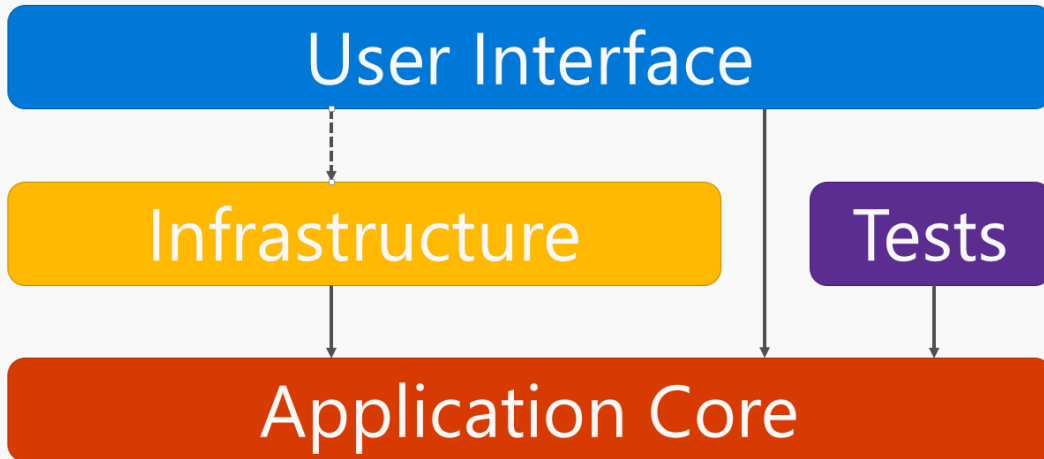 User Interface
Infrastructure
Tests
Application Core